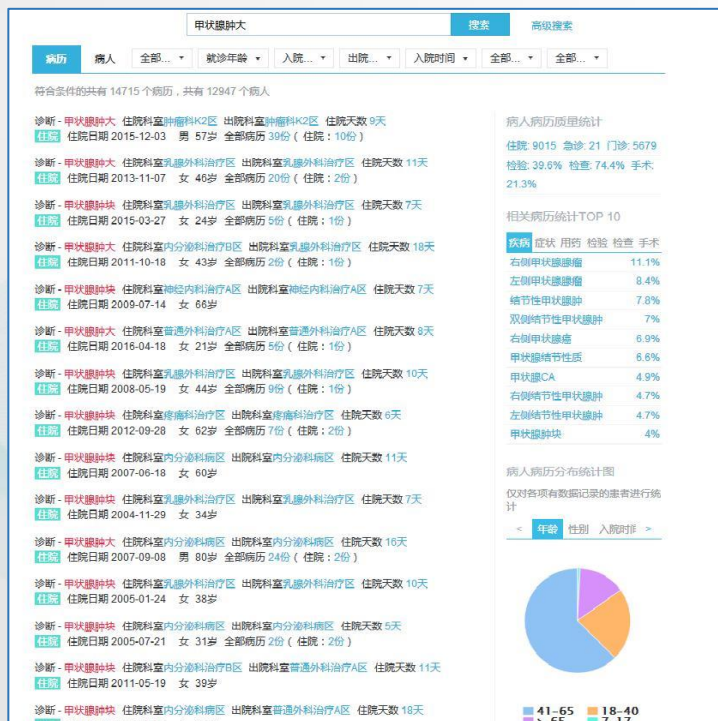 甲状腺肿大 搜索 高级搜索
病历 病人 全部... 就诊年龄 入院... 出院... 入院时间 全部... 全部...
符合条件的共有 14715 个病历，共有 12947 个病人
诊断 - 甲状腺肿大 住院科室肿瘤科K2区 出院科室肿瘤科K2区 住院天数 9天
住院 住院日期 2015-12-03 男 57岁 全部病历 39份 ( 住院：10份 )
诊断 - 甲状腺肿大 住院科室乳腺外科治疗区 出院科室乳腺外科治疗区 住院天数 11天
住院 住院日期 2013-11-07 女 46岁 全部病历 20份 ( 住院：2份 )
诊断 - 甲状腺肿块 住院科室乳腺外科治疗区 出院科室乳腺外科治疗区 住院天数 7天
住院 住院日期 2015-03-27 女 24岁 全部病历 5份 ( 住院：1份 )
诊断 - 甲状腺肿大 住院科室内分泌科治疗B区 出院科室乳腺外科治疗区 住院天数 18天
住院 住院日期 2011-10-18 女 43岁 全部病历 2份 ( 住院：1份 )
诊断 - 甲状腺肿块 住院科室神经内科治疗A区 出院科室神经内科治疗A区 住院天数 7天
住院 住院日期 2009-07-14 女 66岁
诊断 - 甲状腺肿大 住院科室普通外科治疗A区 出院科室普通外科治疗A区 住院天数 8天
住院 住院日期 2016-04-18 女 21岁 全部病历 5份 ( 住院：1份 )
诊断 - 甲状腺肿块 住院科室乳腺外科治疗区 出院科室乳腺外科治疗区 住院天数 10天
住院 住院日期 2008-05-19 女 44岁 全部病历 9份 ( 住院：1份 )
诊断 - 甲状腺肿块 住院科室疼痛科治疗区 出院科室疼痛科治疗区 住院天数 6天
住院 住院日期 2012-09-28 女 62岁 全部病历 7份 ( 住院：2份 )
诊断 - 甲状腺肿块 住院科室内分泌科病区 出院科室内分泌科病区 住院天数 11天
住院 住院日期 2007-06-18 女 60岁
诊断 - 甲状腺肿块 住院科室乳腺外科治疗区 出院科室乳腺外科治疗区 住院天数 7天
住院 住院日期 2004-11-29 女 34岁
诊断 - 甲状腺肿大 住院科室内分泌科病区 出院科室内分泌科病区 住院天数 16天
住院 住院日期 2007-09-08 男 80岁 全部病历 24份 ( 住院：2份 )
诊断 - 甲状腺肿块 住院科室乳腺外科治疗区 出院科室乳腺外科治疗区 住院天数 10天
住院 住院日期 2005-01-24 女 38岁
诊断 - 甲状腺肿块 住院科室内分泌科病区 出院科室内分泌科病区 住院天数 5天
住院 住院日期 2005-07-21 女 31岁 全部病历 2份 ( 住院：2份 )
诊断 - 甲状腺肿块 住院科室内分泌科治疗B区 出院科室普通外科治疗A区 住院天数 11天
住院 住院日期 2011-05-19 女 39岁
诊断 - 甲状腺肿块 住院科室内分泌科病区 出院科室普通外科治疗A区 住院天数 18天
病人病历质量统计
住院: 9015 急诊: 21 门诊: 5679
检验: 39.6% 检查: 74.4% 手术:
21.3%
相关病历统计TOP 10
疾病 症状 用药 检验 检查 手术
右侧甲状腺腺瘤 11.1%
左侧甲状腺腺瘤 8.4%
结节性甲状腺肿 7.8%
双侧结节性甲状腺肿 7%
右侧甲状腺癌 6.9%
甲状腺结节性质 6.6%
甲状腺CA 4.9%
右侧结节性甲状腺肿 4.7%
左侧结节性甲状腺肿 4.7%
甲状腺肿块 4%
病人病历分布统计图
仅对各项有数据记录的患者进行统
计
< 年龄 性别 入院时间 >
41-65 18-40
> 65 7-17